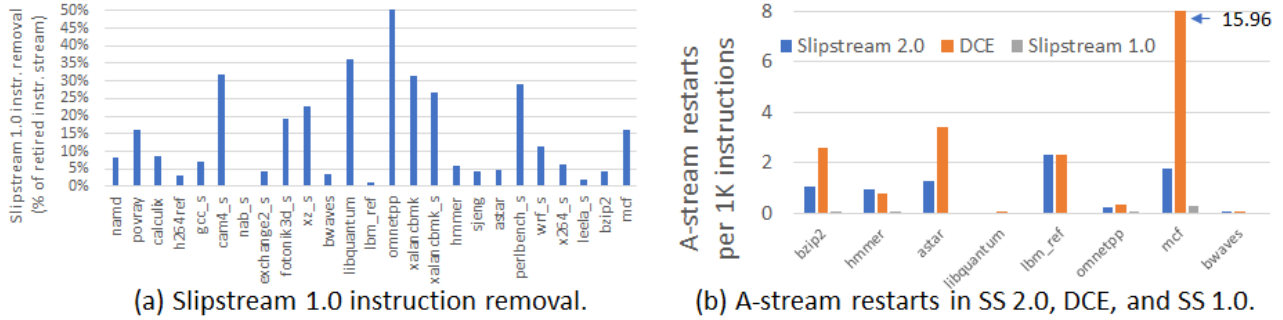 Slipstream 1.0 instr. removal
(% of retired instr. stream)
50%
45%
40%
35%
30%
25%
20%
15%
10%
5%
0%
namd
povray
calculix
h264ref
gcc_s
cam4_s
nab_s
exchange2_s
fotonik3d_s
xz_s
bwaves
libquantum
lbm_ref
omnetpp
xalancbmk
xalancbmk_s
hmmer
sjeng
astar
perlbench_s
wrf_s
x264_s
leela_s
bzip2
mcf
(a) Slipstream 1.0 instruction removal.
A-stream restarts
per 1K instructions
8
6
4
2
0
15.96
Slipstream 2.0 DCE Slipstream 1.0
bzip2
hmmer
astar
libquantum
lbm_ref
omnetpp
mcf
bwaves
(b) A-stream restarts in SS 2.0, DCE, and SS 1.0.